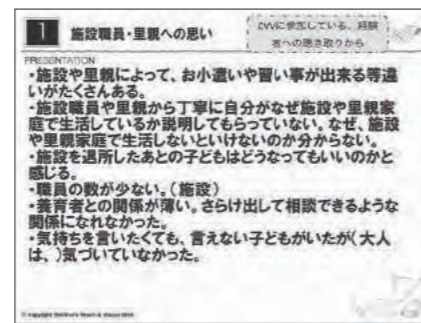 1 施設職員・里親への思い
CVVに参加している、経験
者への聴き取りから
PRESENTATION
・施設や里親によって、お小遣いや習い事が出来る等違
いがたくさんある。
・施設職員や里親から丁寧に自分がなぜ施設や里親家
庭で生活しているか説明してもらっていない。なぜ、施設
や里親家庭で生活しないといけないのか分からない。
・施設を退所したあとの子どもはどうなってもいいのかと
感じる。
・職員の数が少ない。（施設）
・養育者との関係が薄い。さらけ出して相談できるような
関係になれなかった。
・気持ちを言いたくても、言えない子どもがいたが（大人
は、）気づいていなかった。
© Copyright Children's Views & Voices